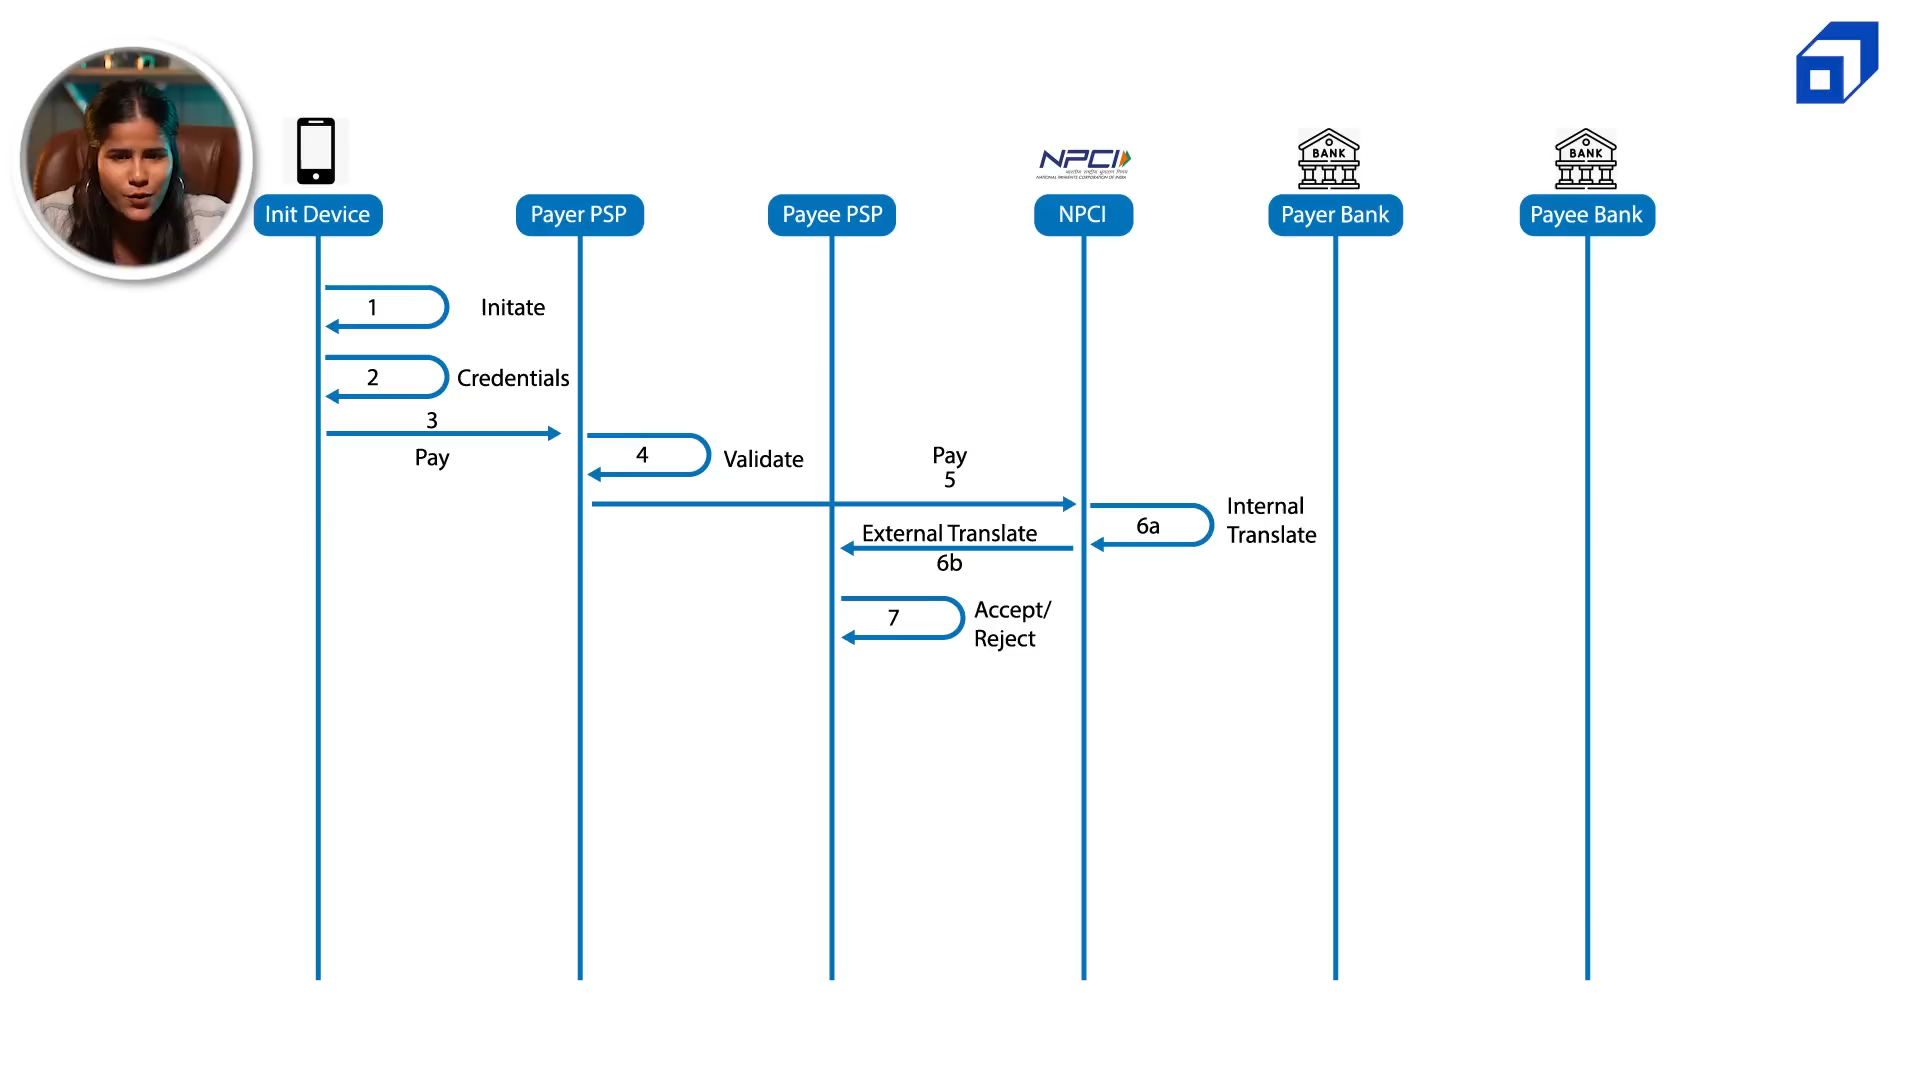 NPCI
BANK
BANK
Init Device
Payer PSP
Payee PSP
NPCI
Payer Bank
Payee Bank
1
Initate
2
Credentials
3
Pay
4
Validate
Pay
5
External Translate
6b
6a
Internal
Translate
7
Accept/
Reject